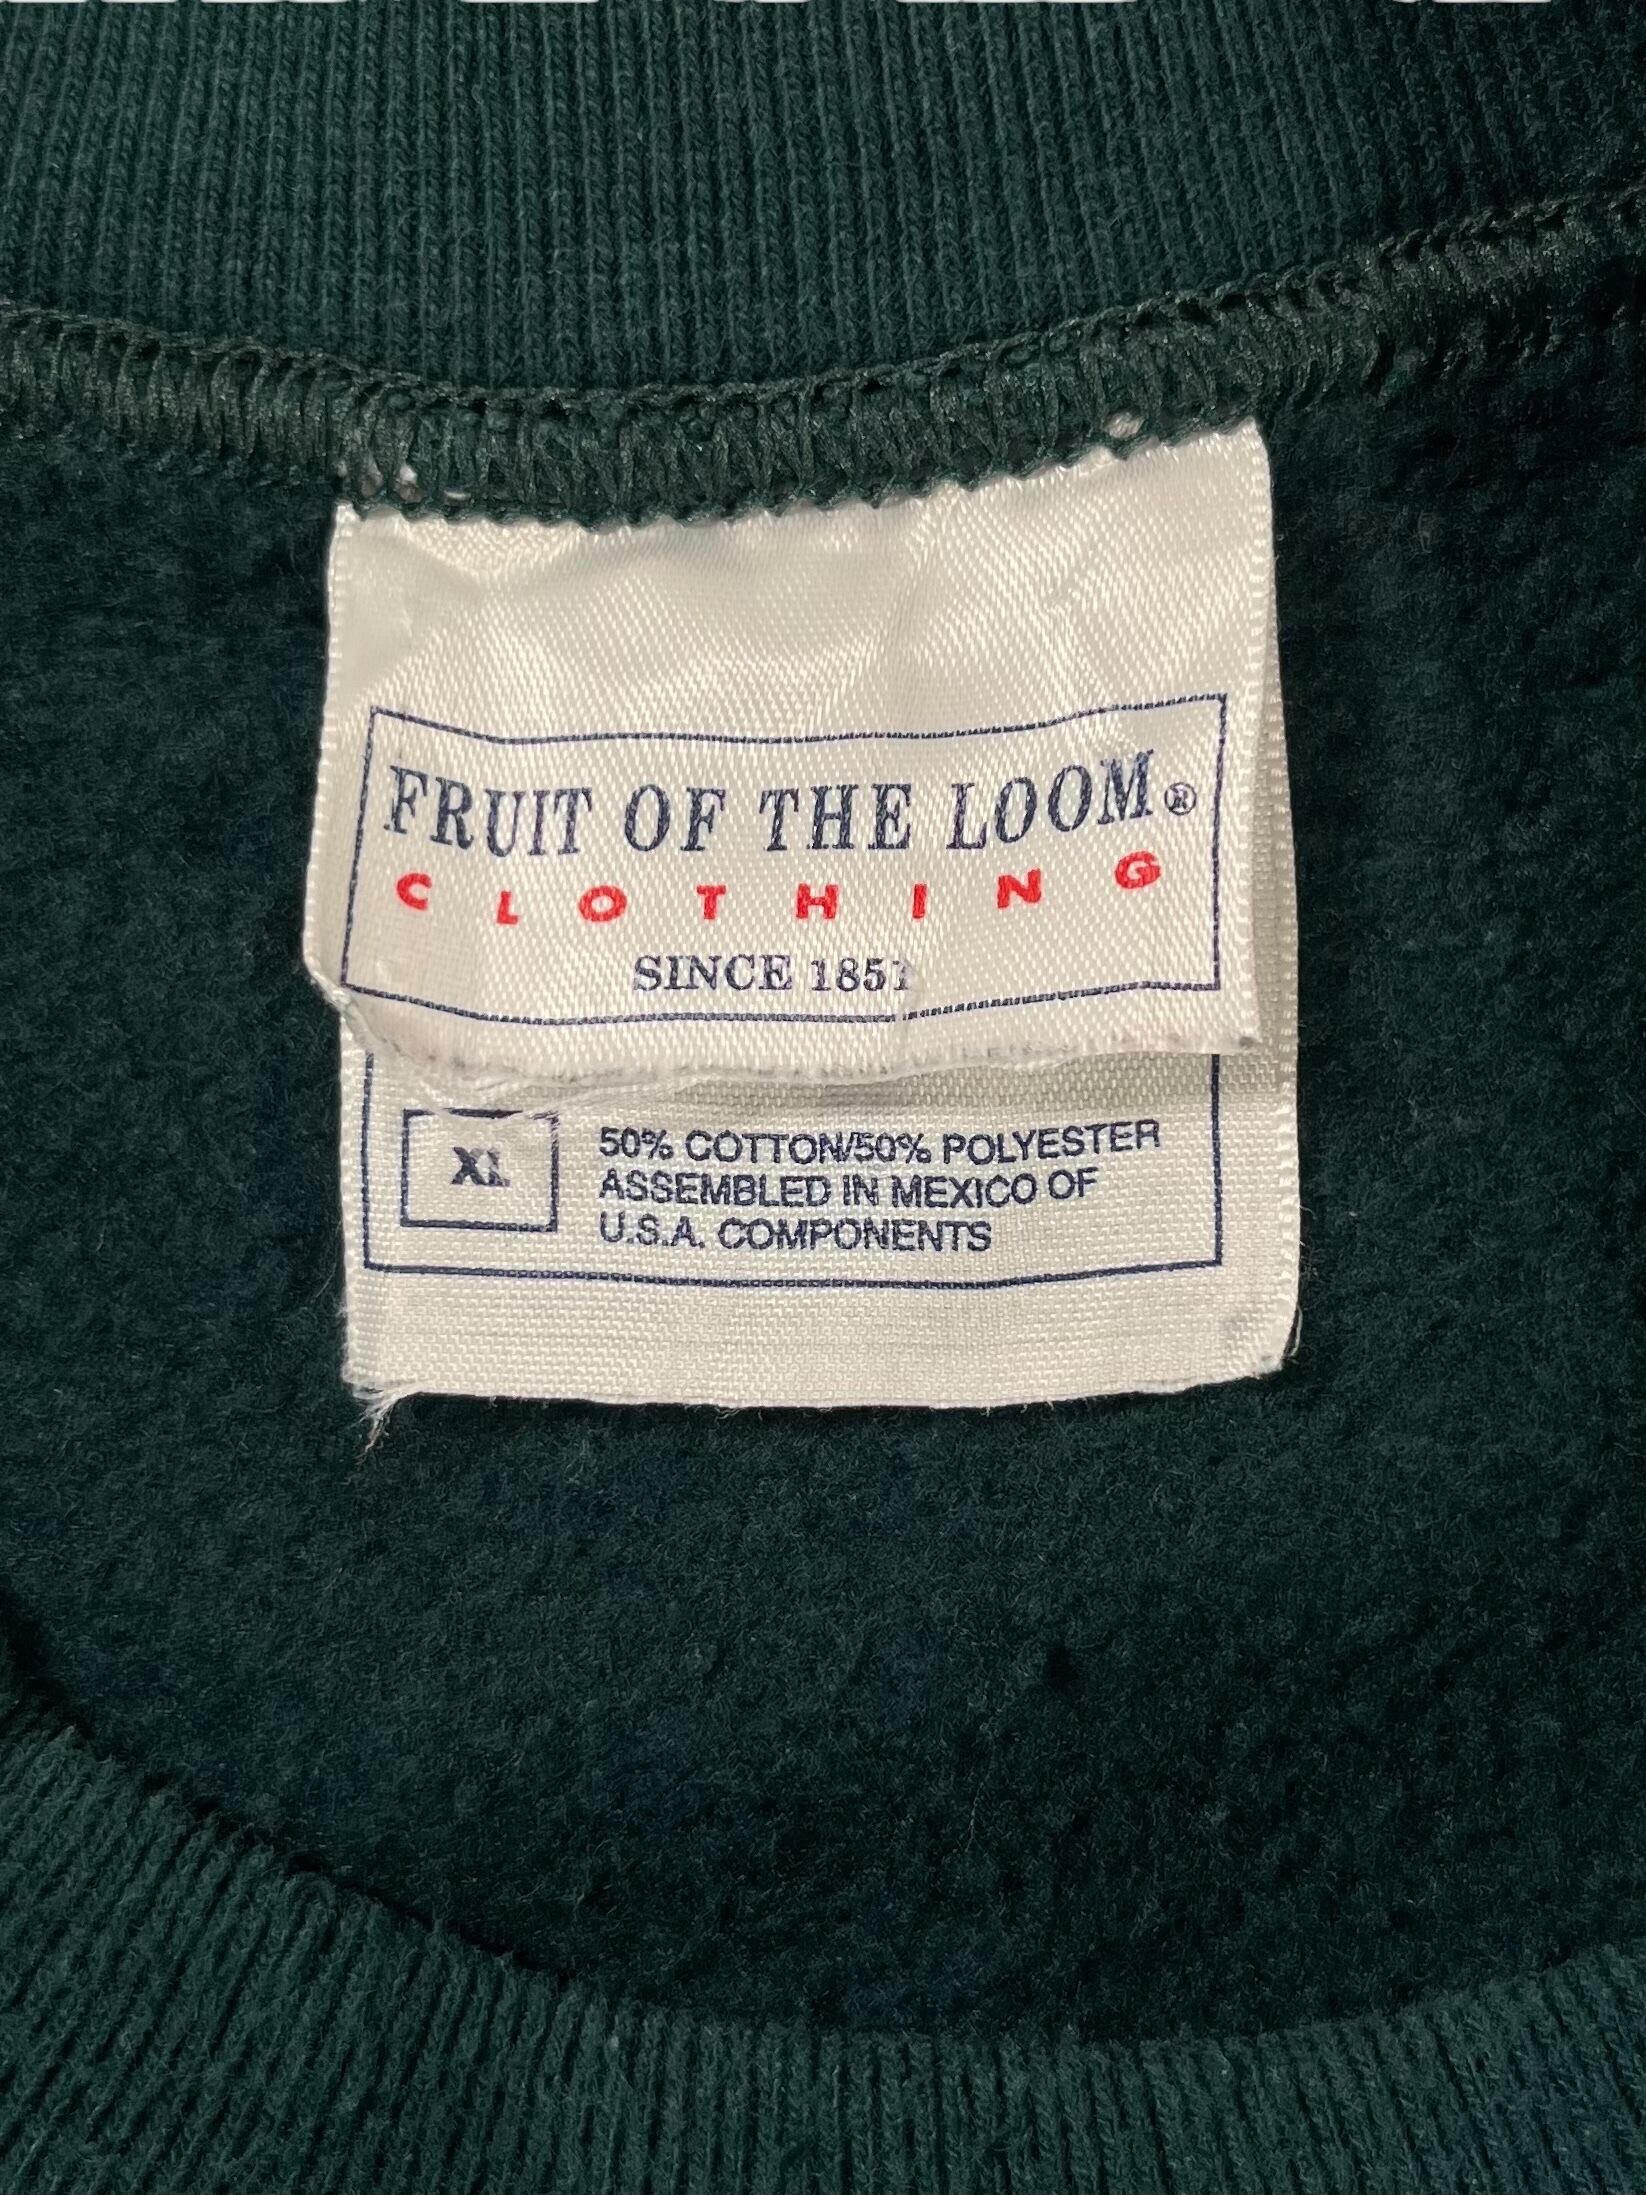 FRUIT OF THE LOOM®
CLOTHING
SINCE 1851
XL
50% COTTON/50% POLYESTER
ASSEMBLED IN MEXICO OF
U.S.A. COMPONENTS